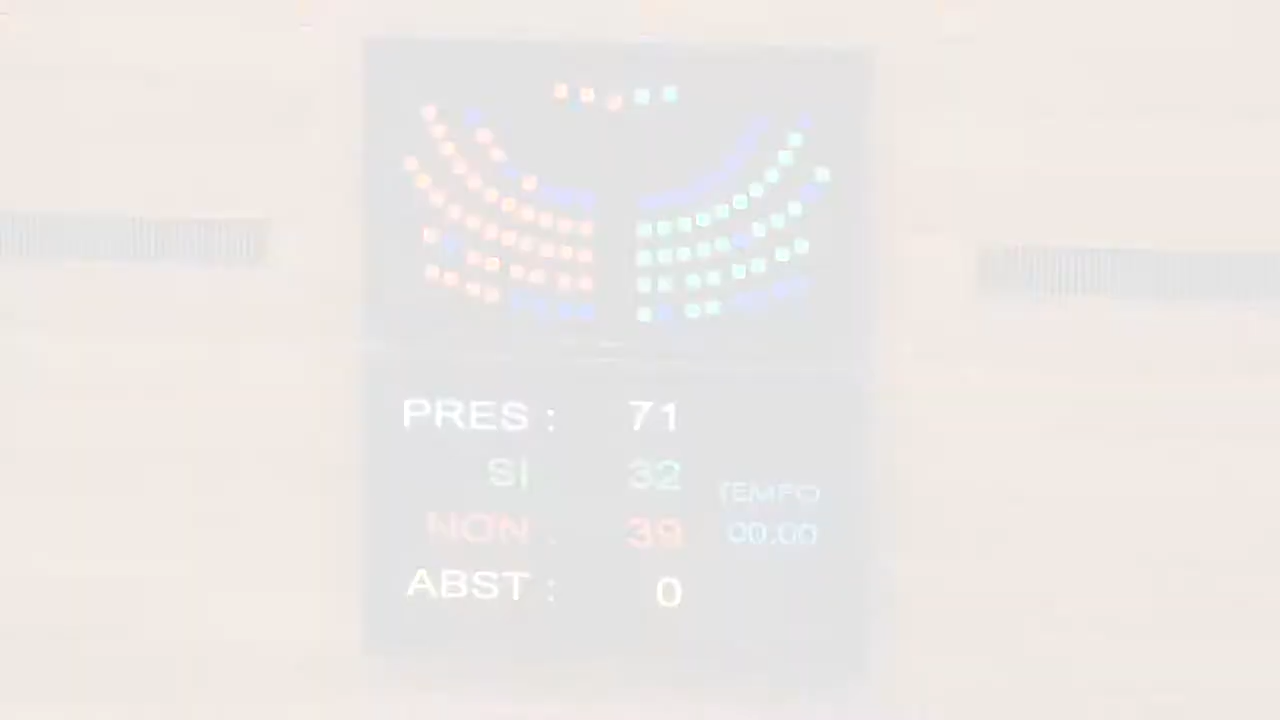 PRES : 71
SI 32
TEMPO
NON : 39
00.00
ABST : 0